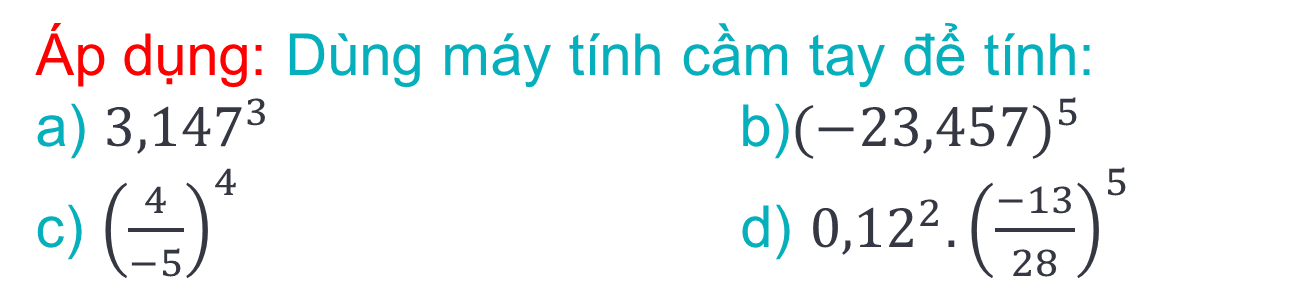 Áp dụng: Dùng máy tính cầm tay để tính:
a) 3,147³ b)(−23,457)⁵
c) (4/−5)⁴ d) 0,12².(−13/28)⁵